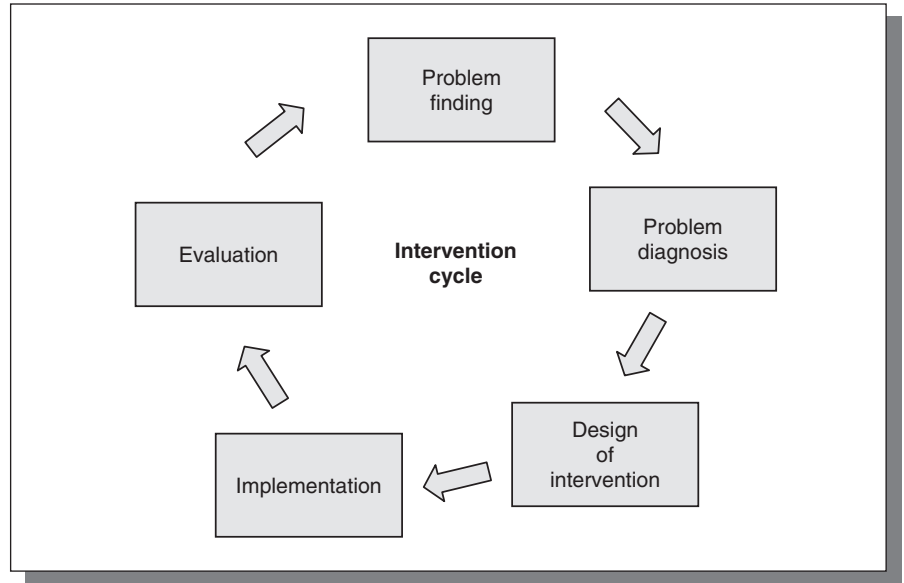 Problem
finding
Problem
diagnosis
Design
of
intervention
Implementation
Evaluation
Intervention
cycle